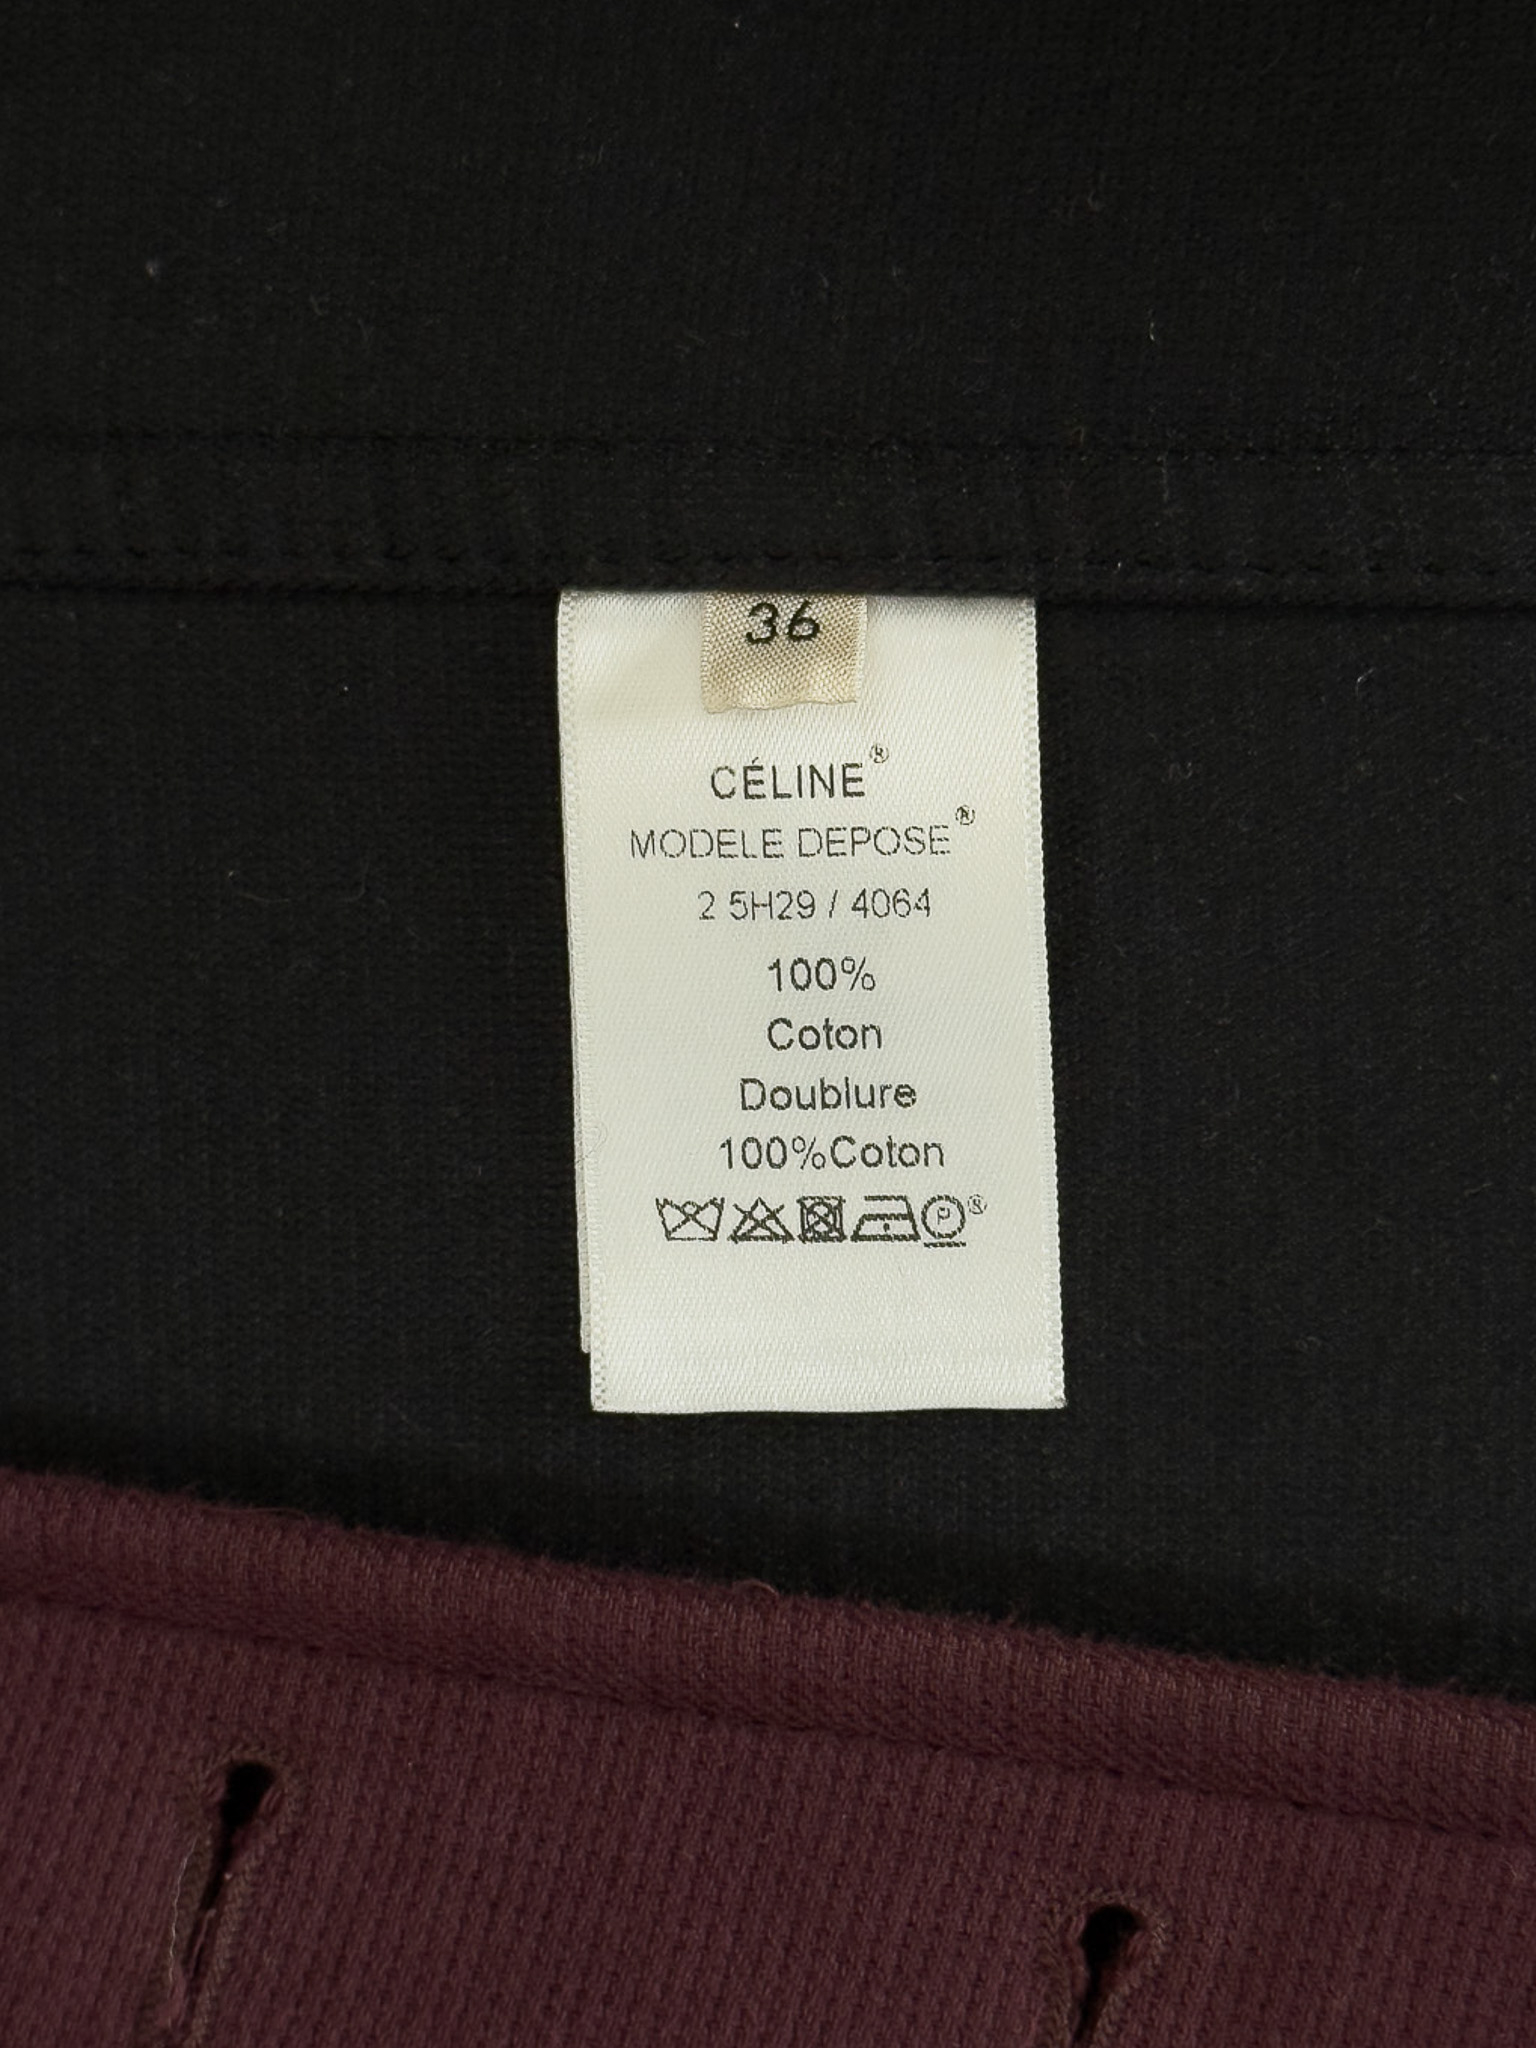 36
CÉLINE®
MODELE DEPOSE®
2 5H29 / 4064
100%
Coton
Doublure
100%Coton
P ®